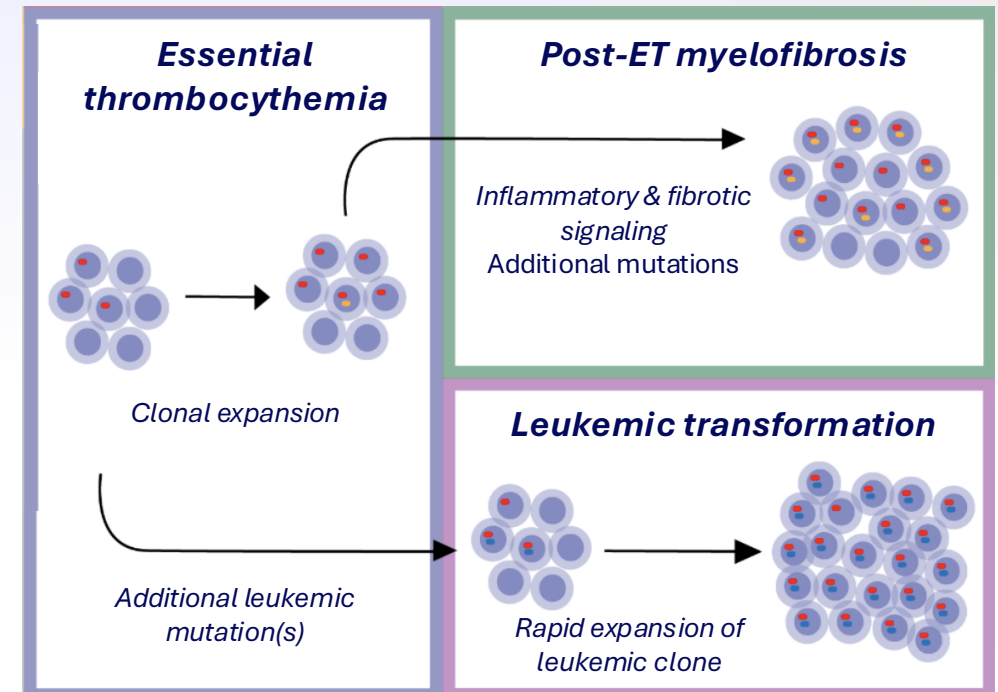 Essential
thrombocythemia
Clonal expansion
Additional leukemic
mutation(s)
Post-ET myelofibrosis
Inflammatory & fibrotic
signaling
Additional mutations
Leukemic transformation
Rapid expansion of
leukemic clone